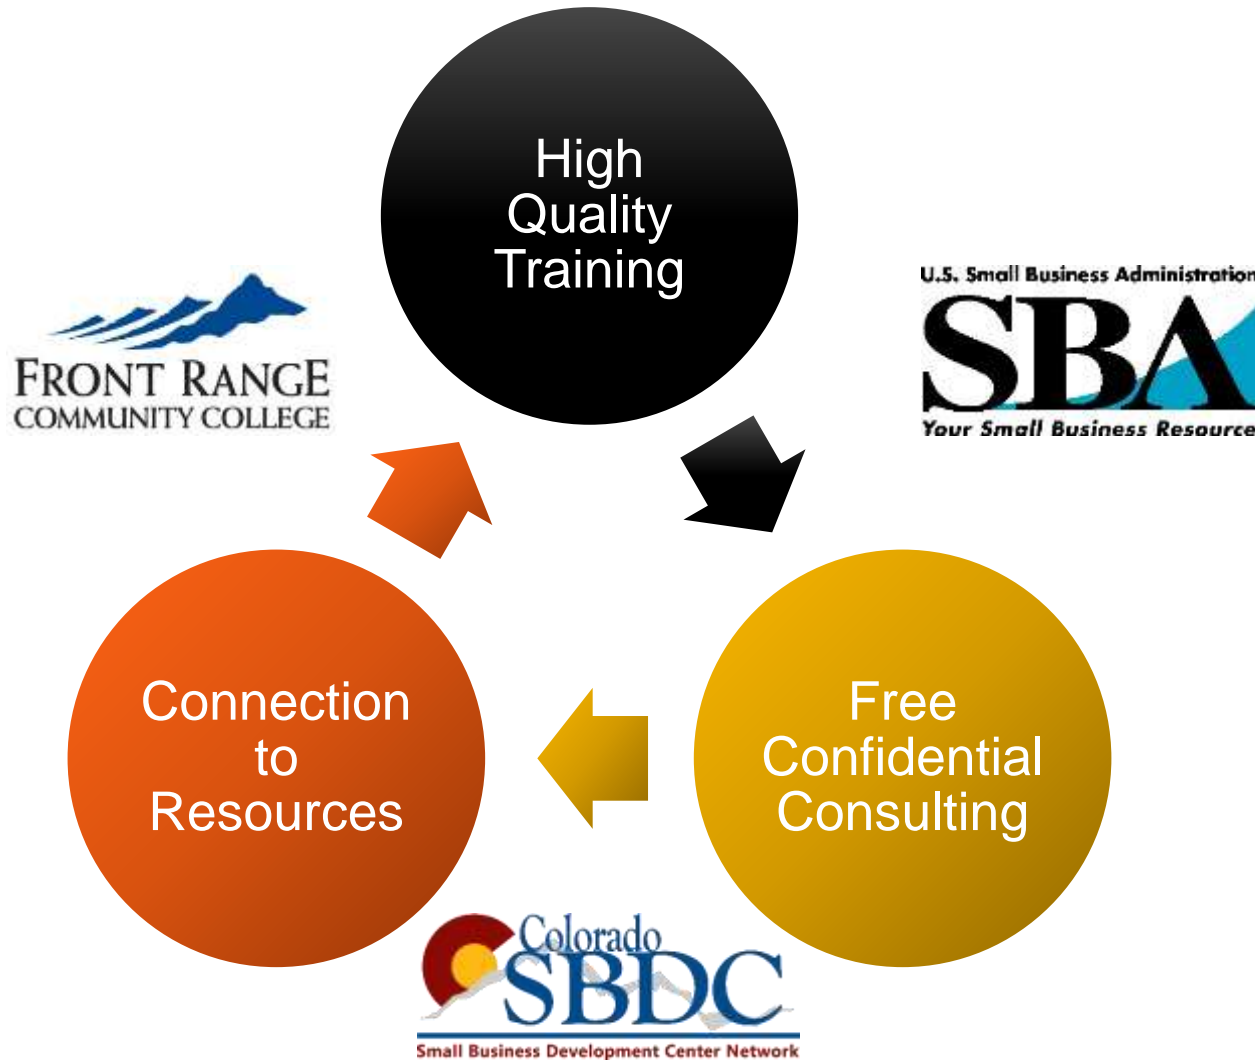 High
Quality
Training
FRONT RANGE
COMMUNITY COLLEGE
U.S. Small Business Administration
SBA
Your Small Business Resource
Connection
to
Resources
Free
Confidential
Consulting
Colorado
SBDC
Small Business Development Center Network